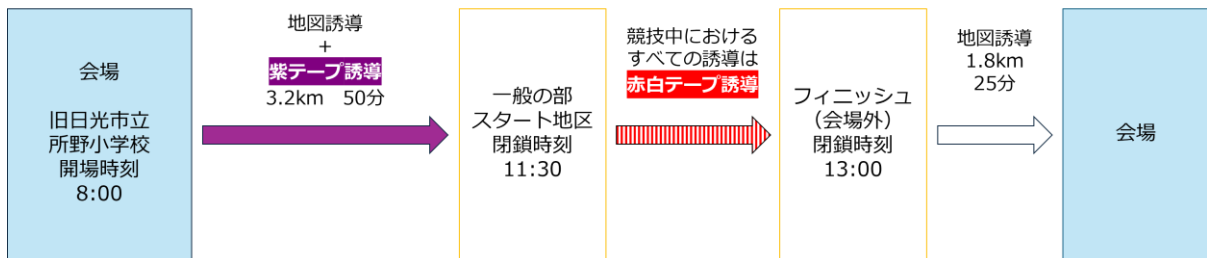 会場
旧日光市立
所野小学校
開場時刻
8:00
地図誘導
+
紫テープ誘導
3.2km 50分
一般の部
スタート地区
閉鎖時刻
11:30
競技中における
すべての誘導は
赤白テープ誘導
フィニッシュ
(会場外)
閉鎖時刻
13:00
地図誘導
1.8km
25分
会場